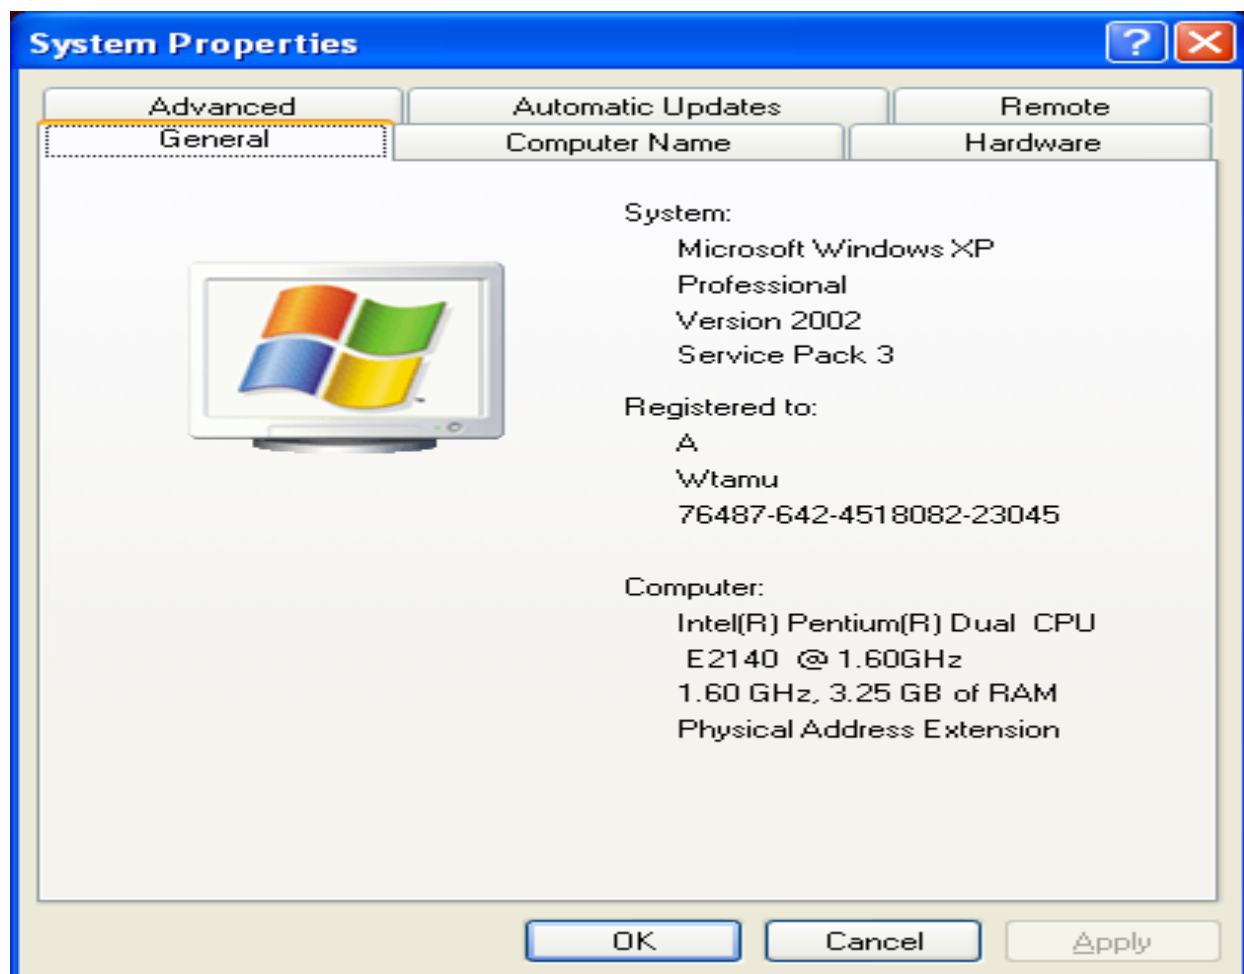 System Properties
Advanced Automatic Updates Remote
General Computer Name Hardware
System:
Microsoft Windows XP
Professional
Version 2002
Service Pack 3
Registered to:
A
Wtamu
76487-642-4518082-23045
Computer:
Intel(R) Pentium(R) Dual CPU
E2140 @ 1.60GHz
1.60 GHz, 3.25 GB of RAM
Physical Address Extension
OK Cancel Apply